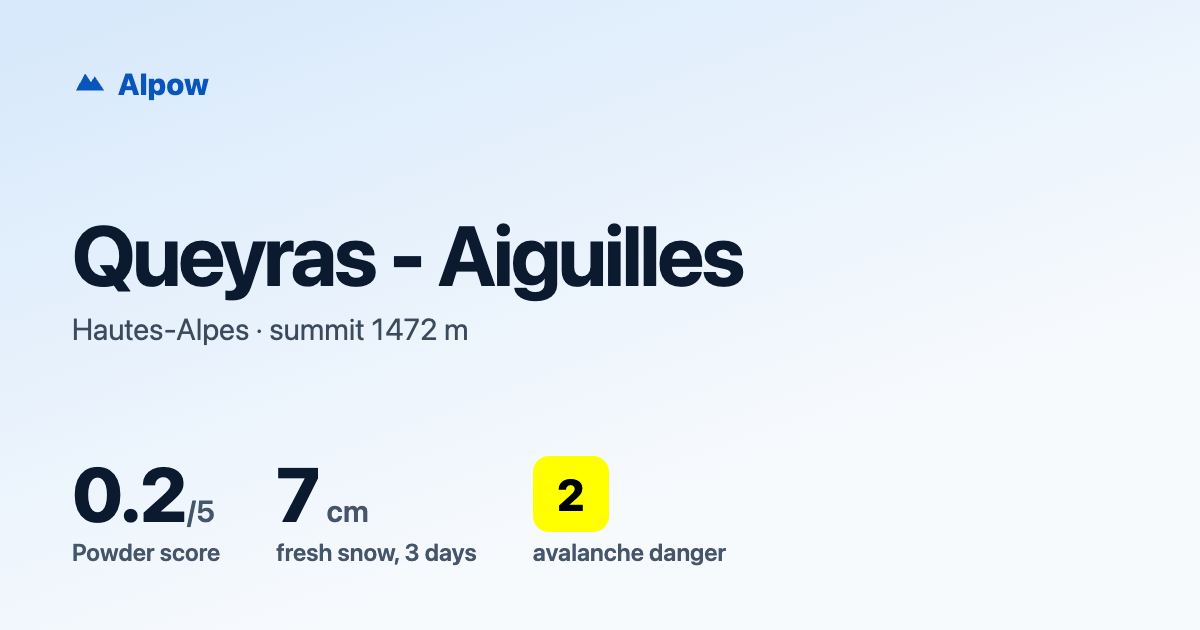 Alpow
Queyras - Aiguilles
Hautes-Alpes · summit 1472 m
0.2/5 7 cm 2
Powder score fresh snow, 3 days avalanche danger